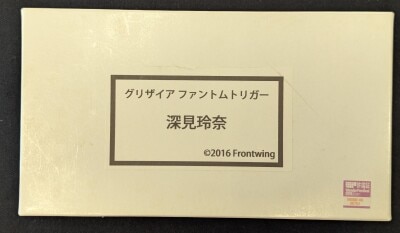 グリザイア ファントムトリガー
深見玲奈
©2016 Frontwing